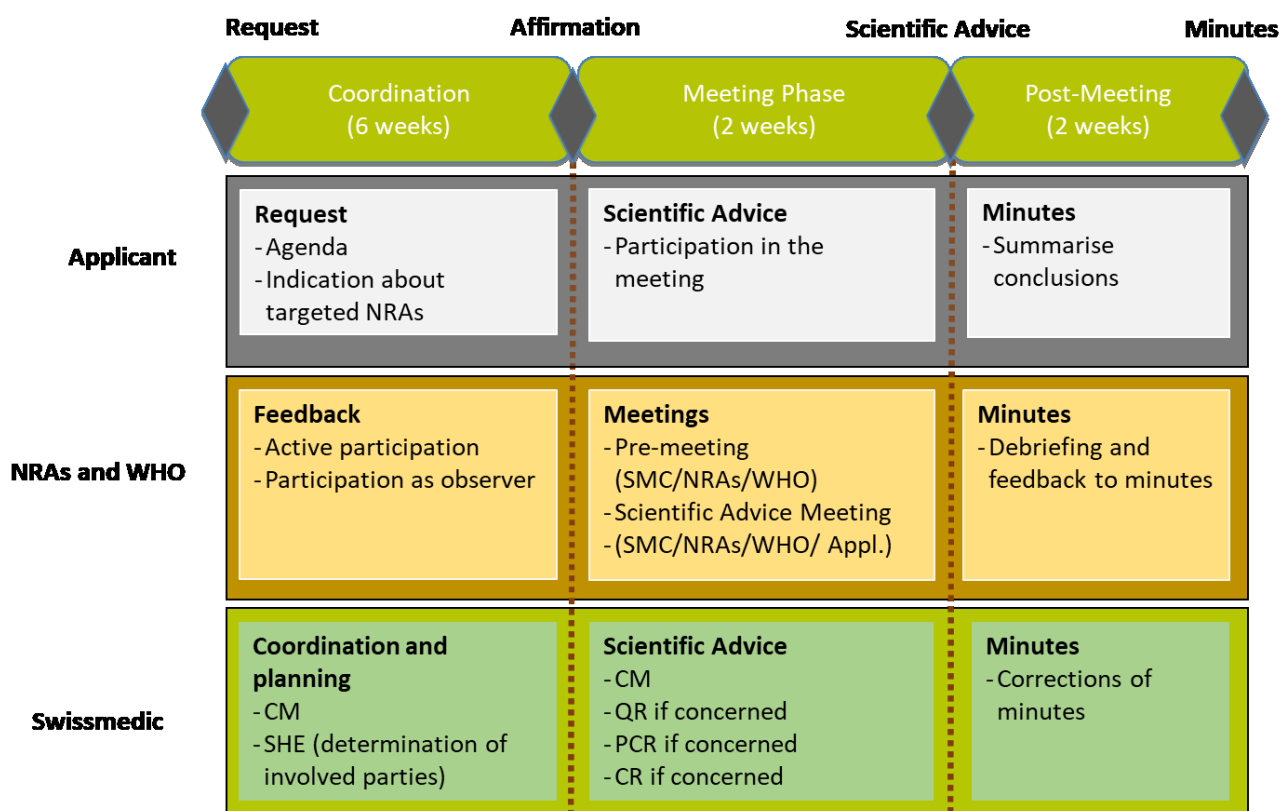 Request
Affirmation
Scientific Advice
Minutes
Coordination
(6 weeks)
Meeting Phase
(2 weeks)
Post-Meeting
(2 weeks)
Applicant
Request
- Agenda
- Indication about
targeted NRAs
Scientific Advice
- Participation in the
meeting
Minutes
- Summarise
conclusions
NRAs and WHO
Feedback
- Active participation
- Participation as observer
Meetings
- Pre-meeting
(SMC/NRAs/WHO)
- Scientific Advice Meeting
- (SMC/NRAs/WHO/ Appl.)
Minutes
- Debriefing and
feedback to minutes
Swissmedic
Coordination and
planning
- CM
- SHE (determination of
involved parties)
Scientific Advice
- CM
- QR if concerned
- PCR if concerned
- CR if concerned
Minutes
- Corrections of
minutes